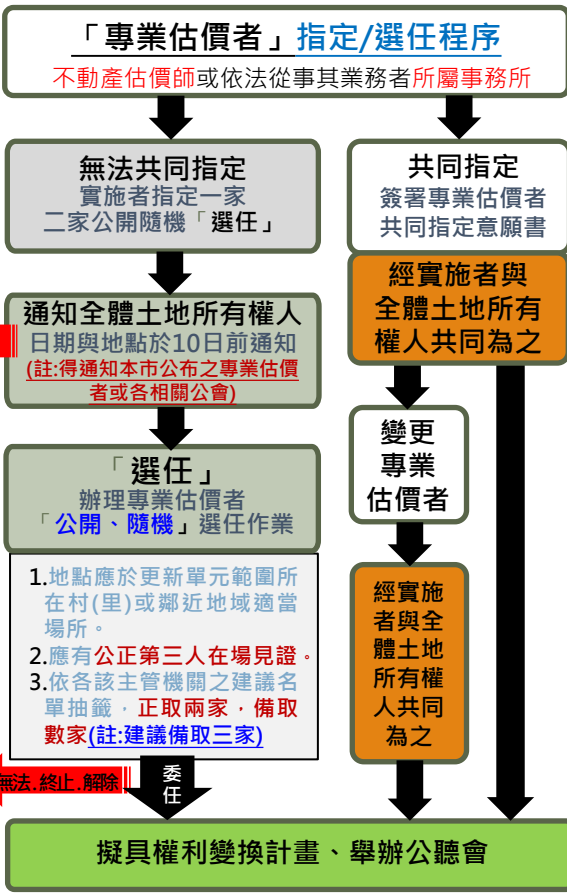 「專業估價者」指定/選任程序
不動產估價師或依法從事其業務者所屬事務所
無法共同指定
實施者指定一家
二家公開隨機「選任」
通知全體土地所有權人
日期與地點於10日前通知
(註:得通知本市公布之專業估價
者或各相關公會)
「選任」
辦理專業估價者
「公開、隨機」選任作業
1.地點應於更新單元範圍所
在村(里)或鄰近地域適當
場所。
2.應有公正第三人在場見證。
3.依各該主管機關之建議名
單抽籤，正取兩家，備取
數家(註:建議備取三家)
無法.終止.解除
委
任
共同指定
簽署專業估價者
共同指定意願書
經實施者與
全體土地所有
權人共同為之
變更
專業
估價者
經實施
者與全
體土地
所有權
人共同
為之
擬具權利變換計畫、舉辦公聽會